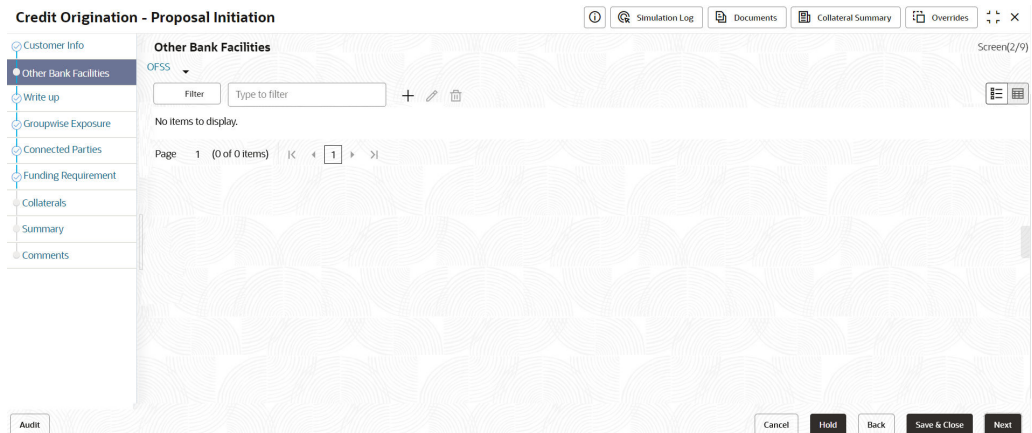 Credit Origination - Proposal Initiation
Simulation Log
Documents
Collateral Summary
Overrides
Customer Info
Other Bank Facilities
Write up
Groupwise Exposure
Connected Parties
Funding Requirement
Collaterals
Summary
Comments
Other Bank Facilities
Screen(2/9)
OFSS
Filter
Type to filter
No items to display.
Page 1 (0 of 0 items) 1
Audit
Cancel
Hold
Back
Save & Close
Next